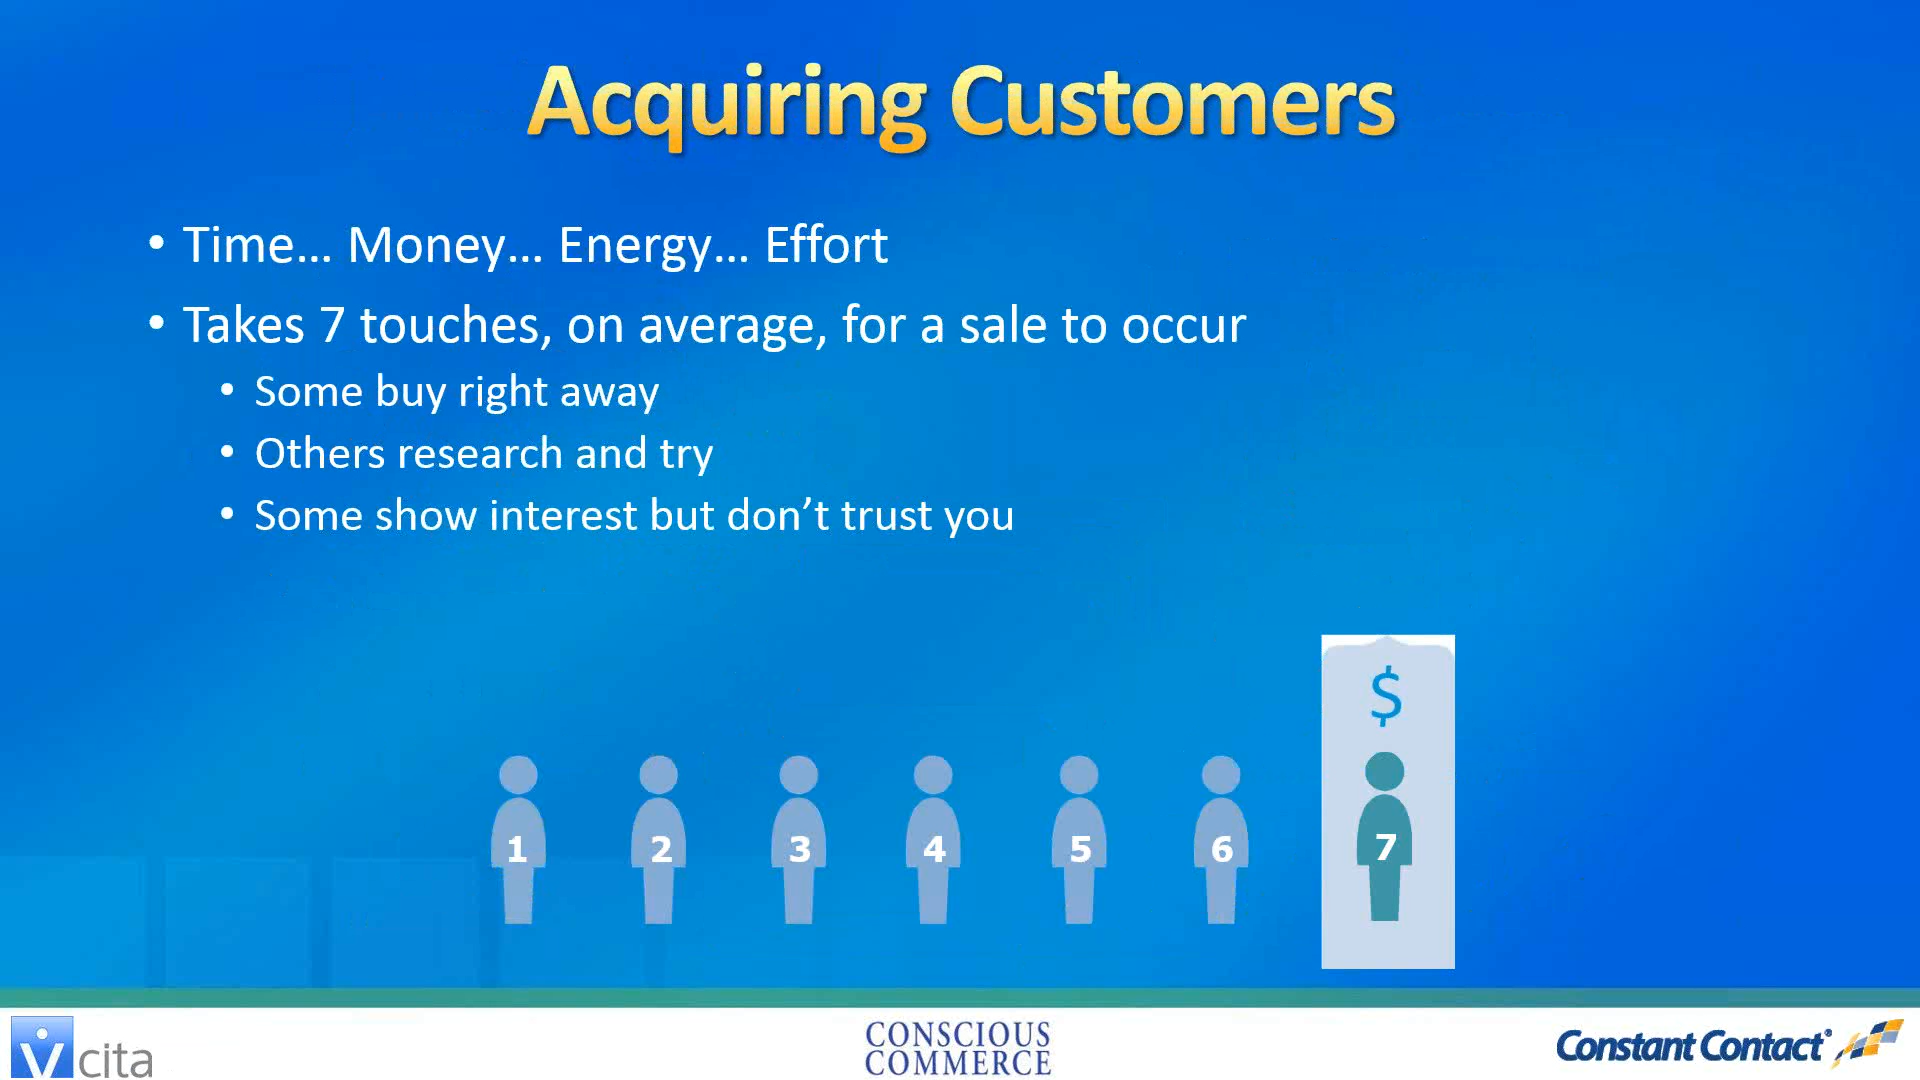 Acquiring Customers
• Time... Money... Energy... Effort
• Takes 7 touches, on average, for a sale to occur
• Some buy right away
• Others research and try
• Some show interest but don’t trust you
$
1 2 3 4 5 6 7
vcita
CONSCIOUS
COMMERCE
Constant Contact®